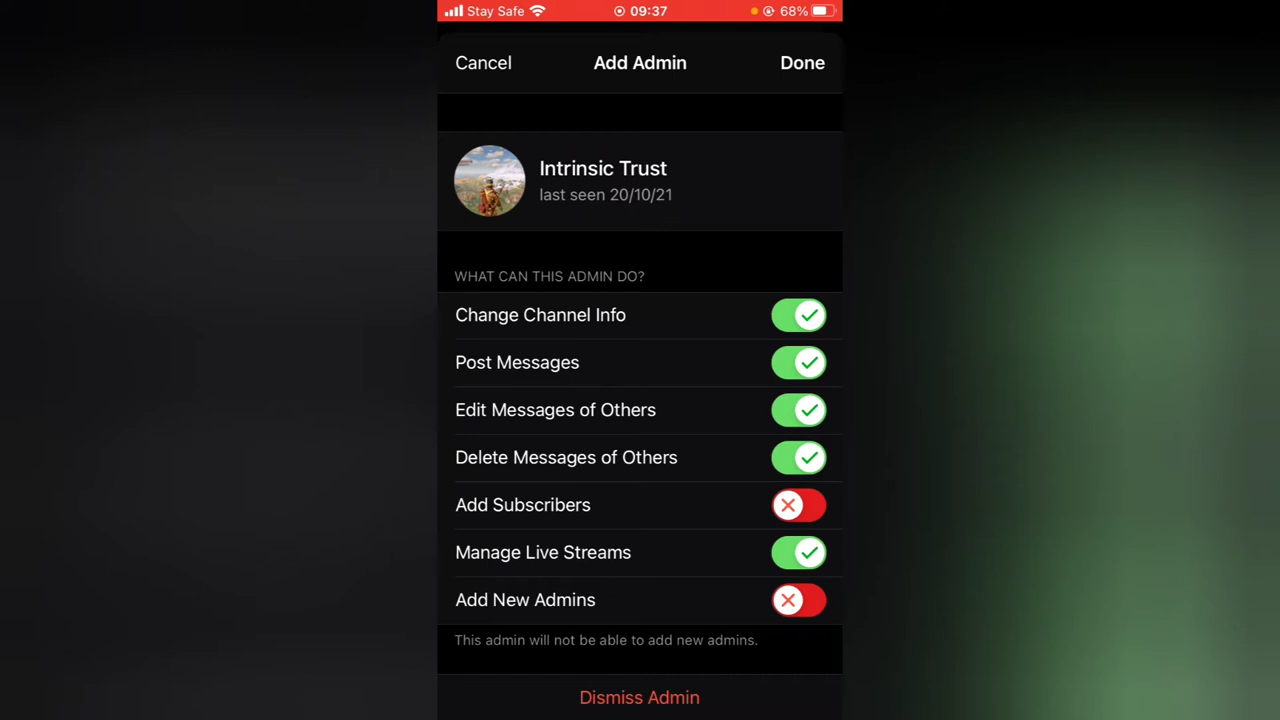 Stay Safe 09:37 68%
Cancel Add Admin Done
Intrinsic Trust
last seen 20/10/21
WHAT CAN THIS ADMIN DO?
Change Channel Info
Post Messages
Edit Messages of Others
Delete Messages of Others
Add Subscribers
Manage Live Streams
Add New Admins
This admin will not be able to add new admins.
Dismiss Admin